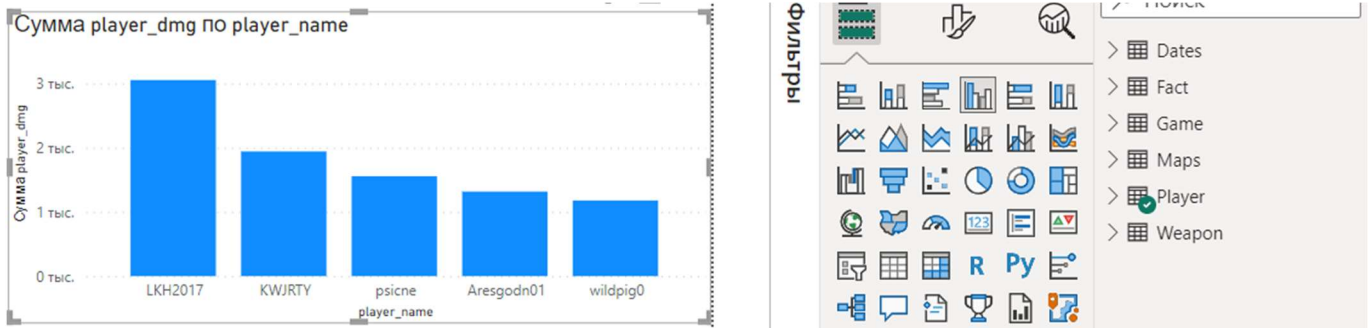 Сумма player_dmg по player_name
3 тыс.
2 тыс.
1 тыс.
0 тыс.
Сумма player_dmg
LKH2017
KWJRTY
psicne
Aresgodn01
wildpig0
player_name
Фильтры
123
R
Py
Поиск
Dates
Fact
Game
Maps
Player
Weapon